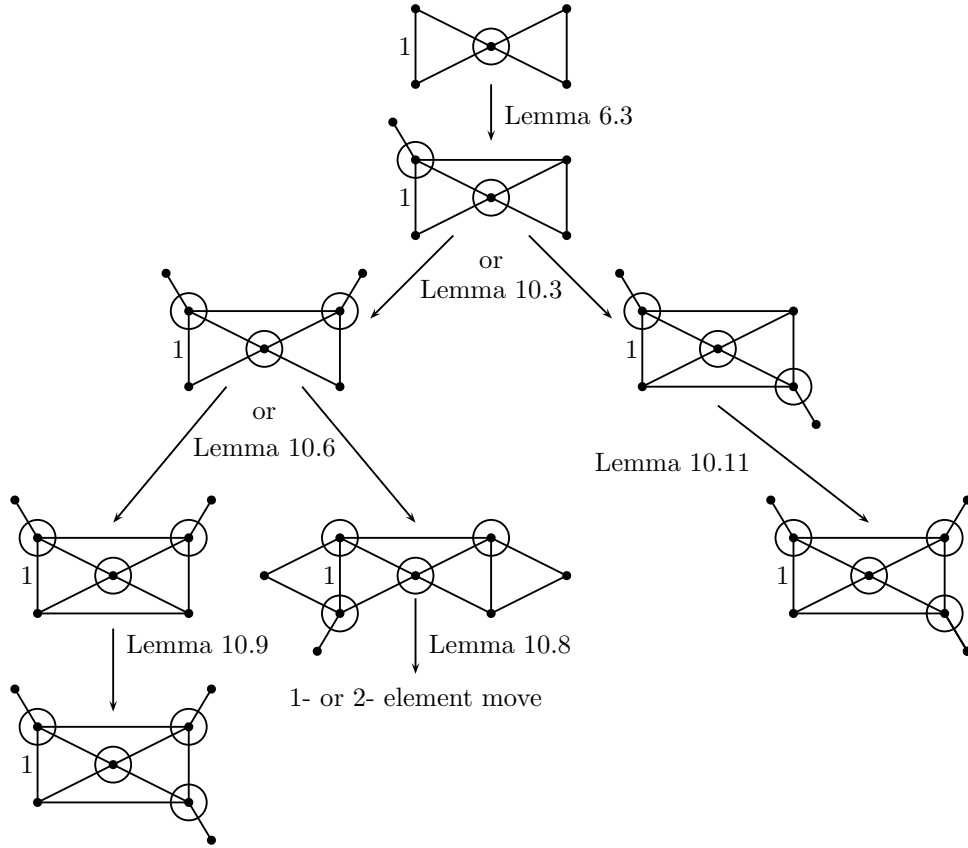 1
Lemma 6.3
1
or
Lemma 10.3
1
1
or
Lemma 10.6
Lemma 10.11
1
1
1
Lemma 10.9
Lemma 10.8
1- or 2- element move
1